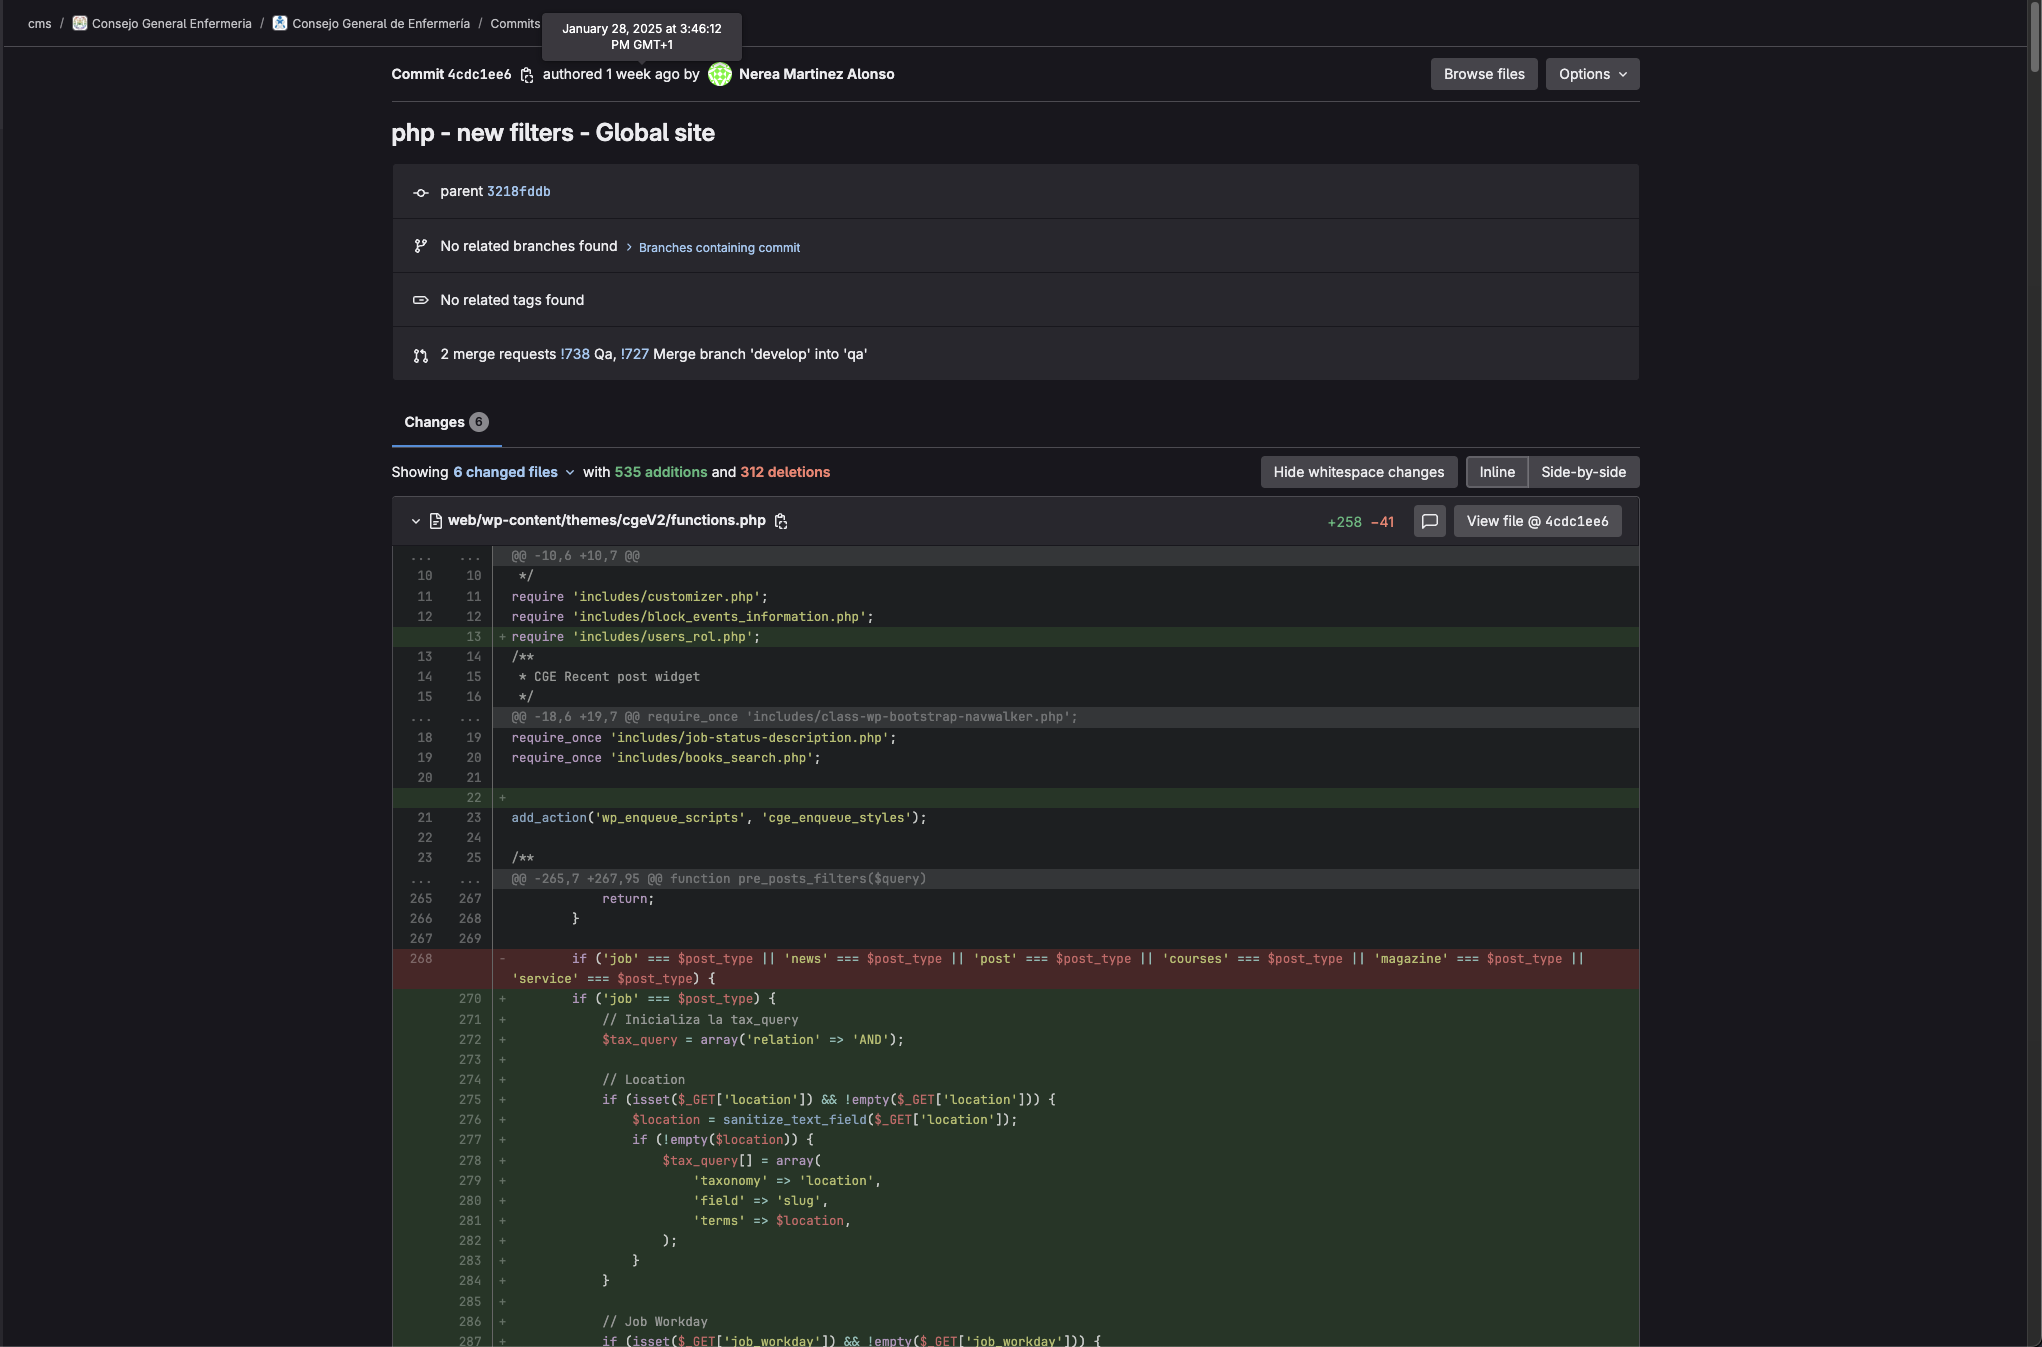 cms / Consejo General Enfermeria / Consejo General de Enfermería / Commits
January 28, 2025 at 3:46:12
PM GMT+1
Commit 4cdc1ee6 authored 1 week ago by Nerea Martinez Alonso
Browse files
Options
php - new filters - Global site
parent 3218fddb
No related branches found > Branches containing commit
No related tags found
2 merge requests !738 Qa, !727 Merge branch 'develop' into 'qa'
Changes 6
Showing 6 changed files with 535 additions and 312 deletions
Hide whitespace changes
Inline
Side-by-side
web/wp-content/themes/cgeV2/functions.php
+258 −41
View file @ 4cdc1ee6
... ... @@ -10,6 +10,7 @@
10 10 */
11 11 require 'includes/customizer.php';
12 12 require 'includes/block_events_information.php';
13 + require 'includes/users_rol.php';
13 14 /**
14 15 * CGE Recent post widget
15 16 */
... ... @@ -18,6 +19,7 @@ require_once 'includes/class-wp-bootstrap-navwalker.php';
18 19 require_once 'includes/job-status-description.php';
19 20 require_once 'includes/books_search.php';
20 21
22 +
21 23 add_action('wp_enqueue_scripts', 'cge_enqueue_styles');
22 24
23 25 /**
... ... @@ -265,7 +267,95 @@ function pre_posts_filters($query)
265 267 return;
266 268 }
267 269
268 - if ('job' === $post_type || 'news' === $post_type || 'post' === $post_type || 'courses' === $post_type || 'magazine' === $post_type ||
'service' === $post_type) {
270 + if ('job' === $post_type) {
271 + // Inicializa la tax_query
272 + $tax_query = array('relation' => 'AND');
273 +
274 + // Location
275 + if (isset($_GET['location']) && !empty($_GET['location'])) {
276 + $location = sanitize_text_field($_GET['location']);
277 + if (!empty($location)) {
278 + $tax_query[] = array(
279 + 'taxonomy' => 'location',
280 + 'field' => 'slug',
281 + 'terms' => $location,
282 + );
283 + }
284 + }
285 +
286 + // Job Workday
287 + if (isset($_GET['job_workday']) && !empty($_GET['job_workday'])) {